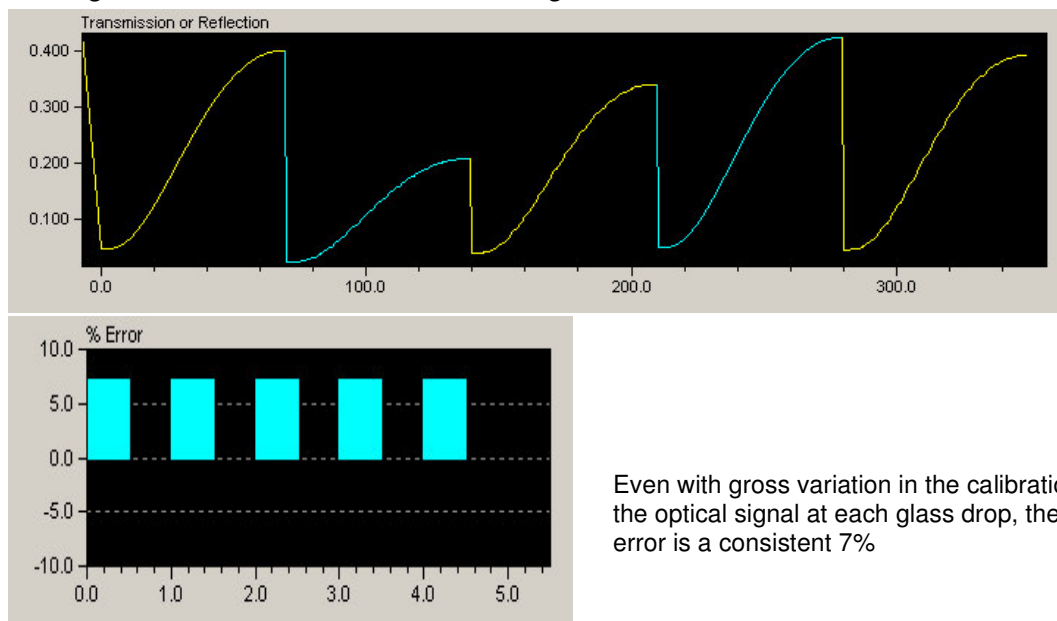 Transmission or Reflection
0.400
0.300
0.200
0.100
0.0 100.0 200.0 300.0
% Error
10.0
5.0
0.0
-5.0
-10.0
0.0 1.0 2.0 3.0 4.0 5.0
Even with gross variation in the calibratio
the optical signal at each glass drop, the
error is a consistent 7%